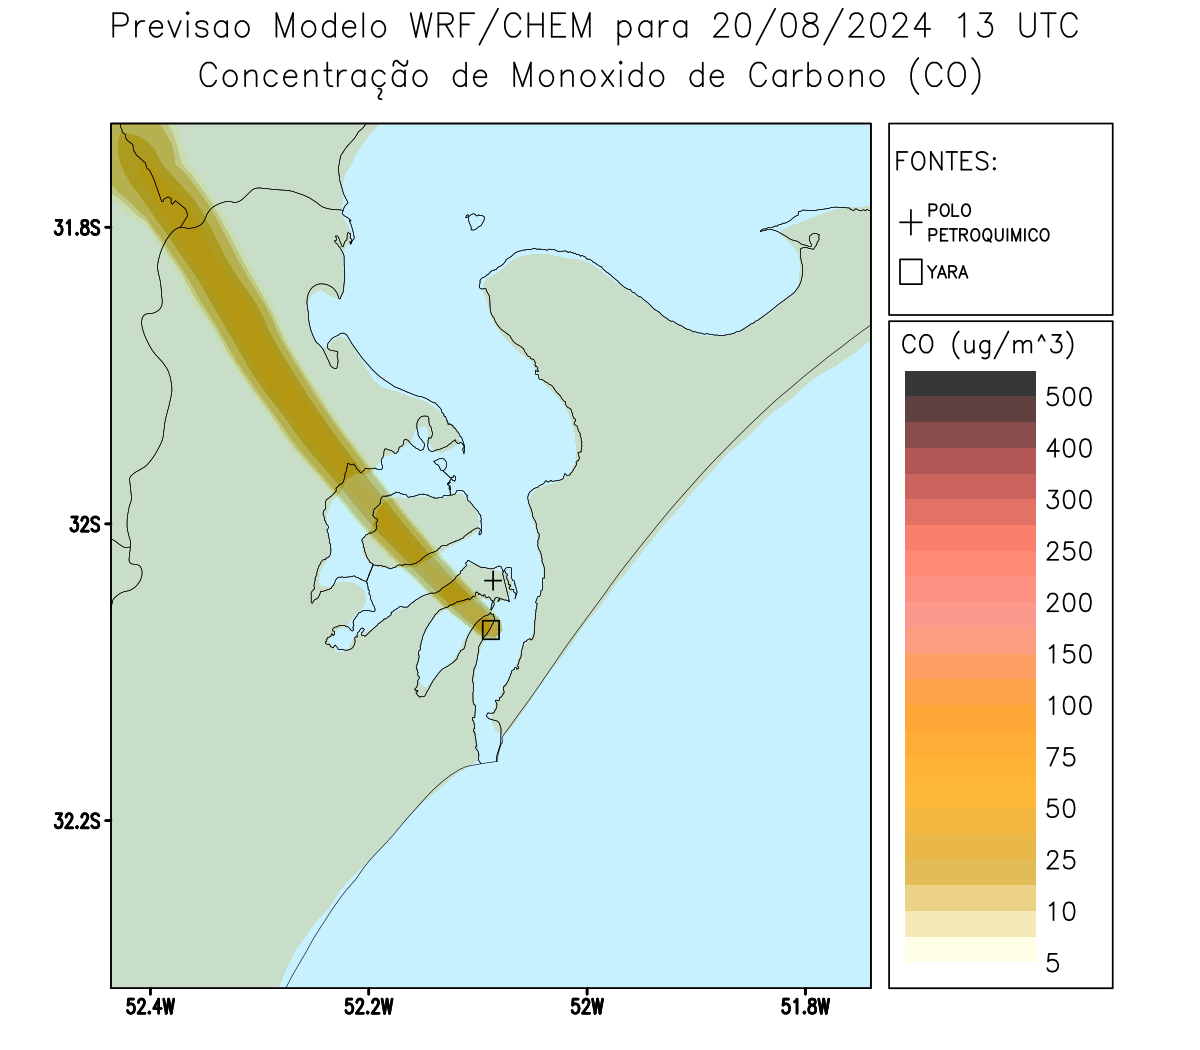 Previsao Modelo WRF/CHEM para 20/08/2024 13 UTC
Concentração de Monoxido de Carbono (CO)
FONTES:
POLO
PETROQUIMICO
YARA
CO (ug/m^3)
500
400
300
250
200
150
100
75
50
25
10
5
31.8S
32S
32.2S
52.4W
52.2W
52W
51.8W